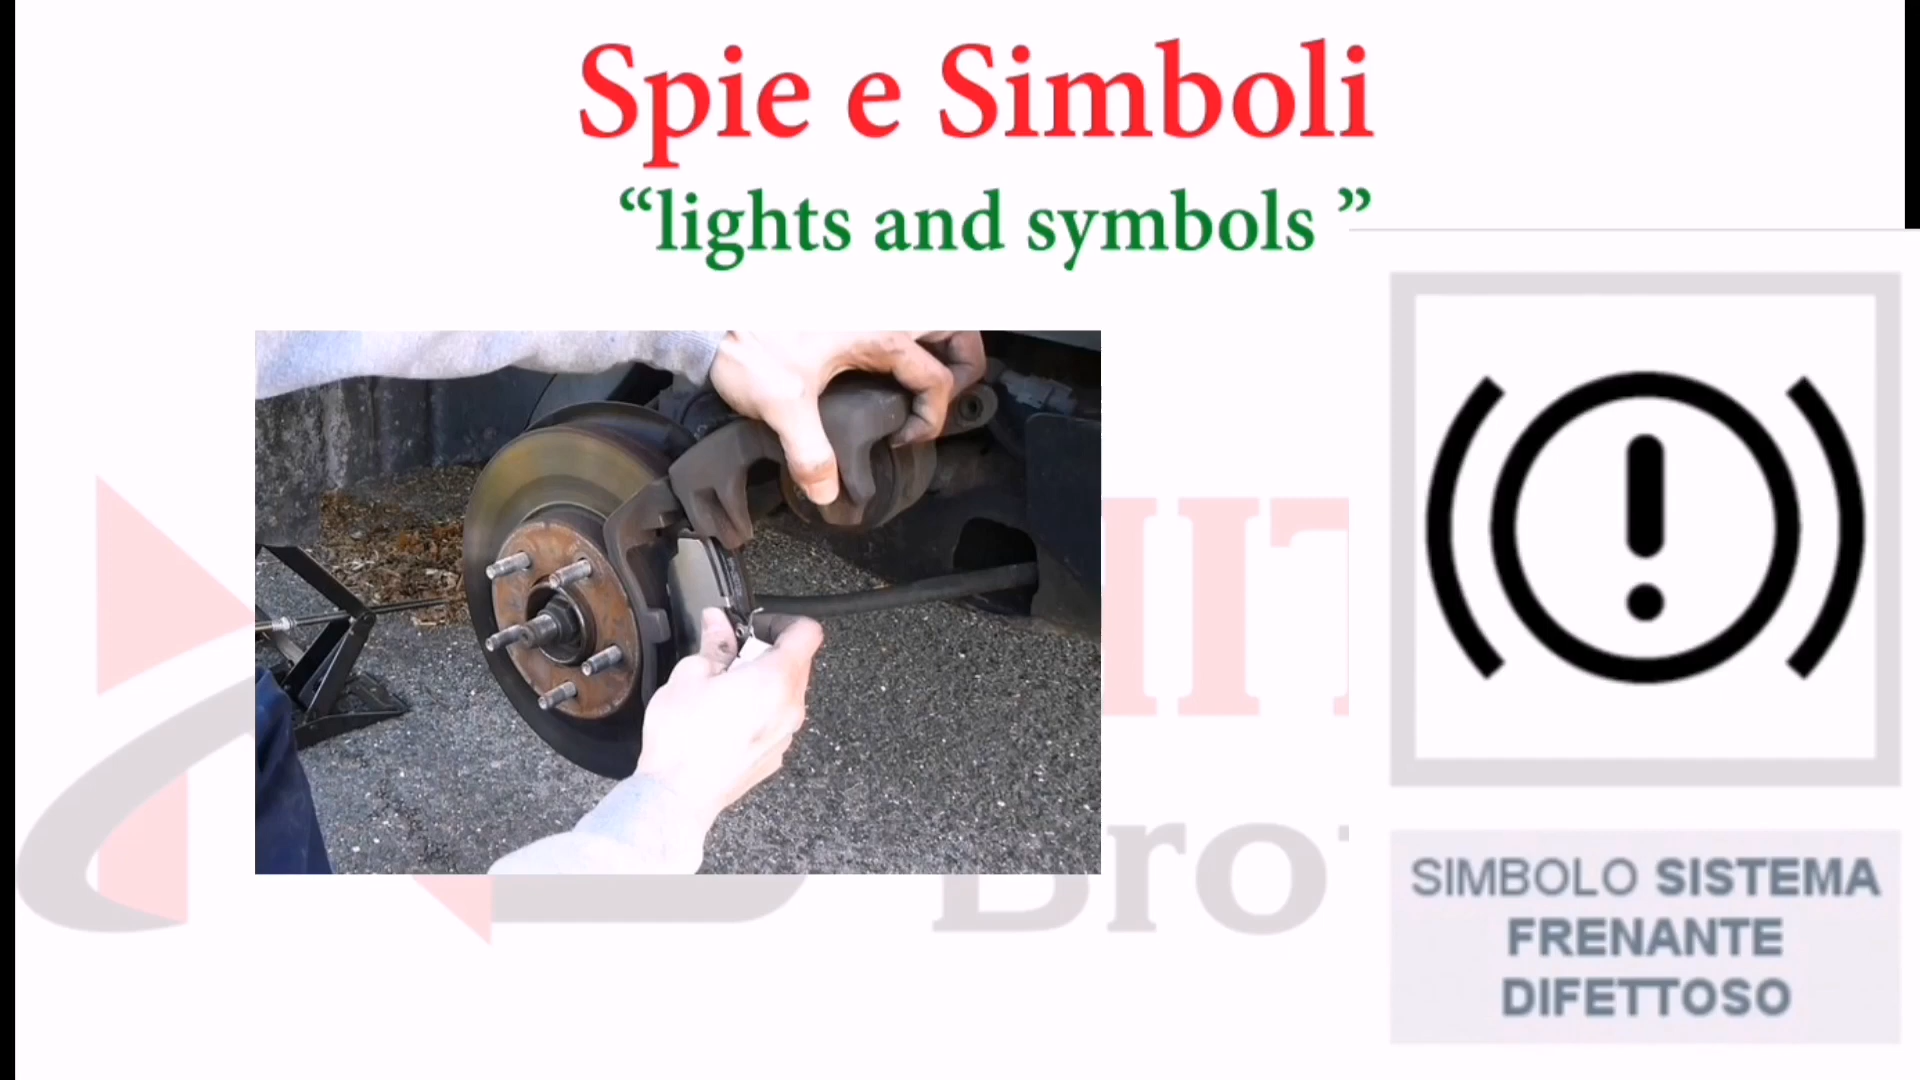 Spie e Simboli
“lights and symbols ”
SIMBOLO SISTEMA
FRENANTE
DIFETTOSO